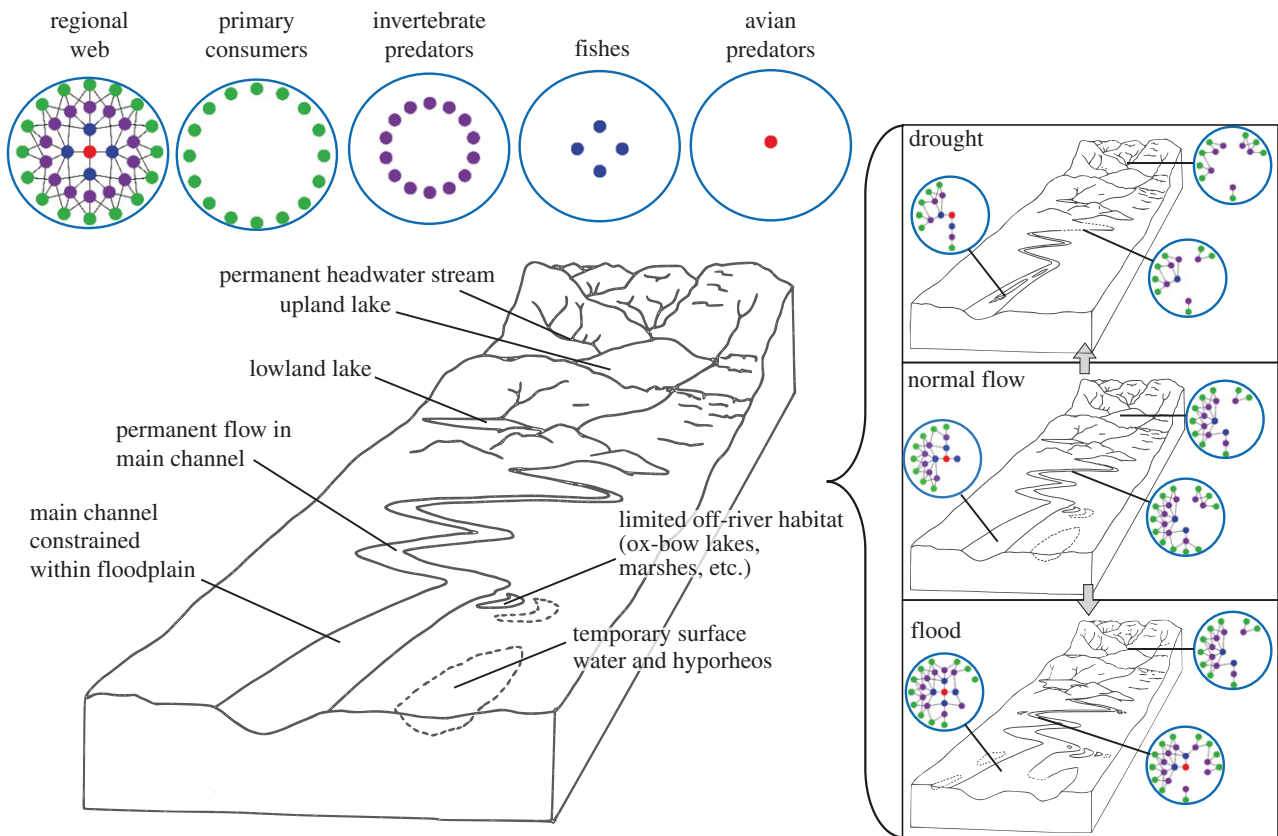 regional
web
primary
consumers
invertebrate
predators
fishes
avian
predators
permanent headwater stream
upland lake
lowland lake
permanent flow in
main channel
main channel
constrained
within floodplain
limited off-river habitat
(ox-bow lakes,
marshes, etc.)
temporary surface
water and hyporheos
drought
normal flow
flood